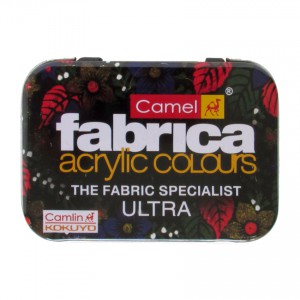 Camel
®
fabrica
acrylic colours
THE FABRIC SPECIALIST
ULTRA
Camlin
KOKUYO